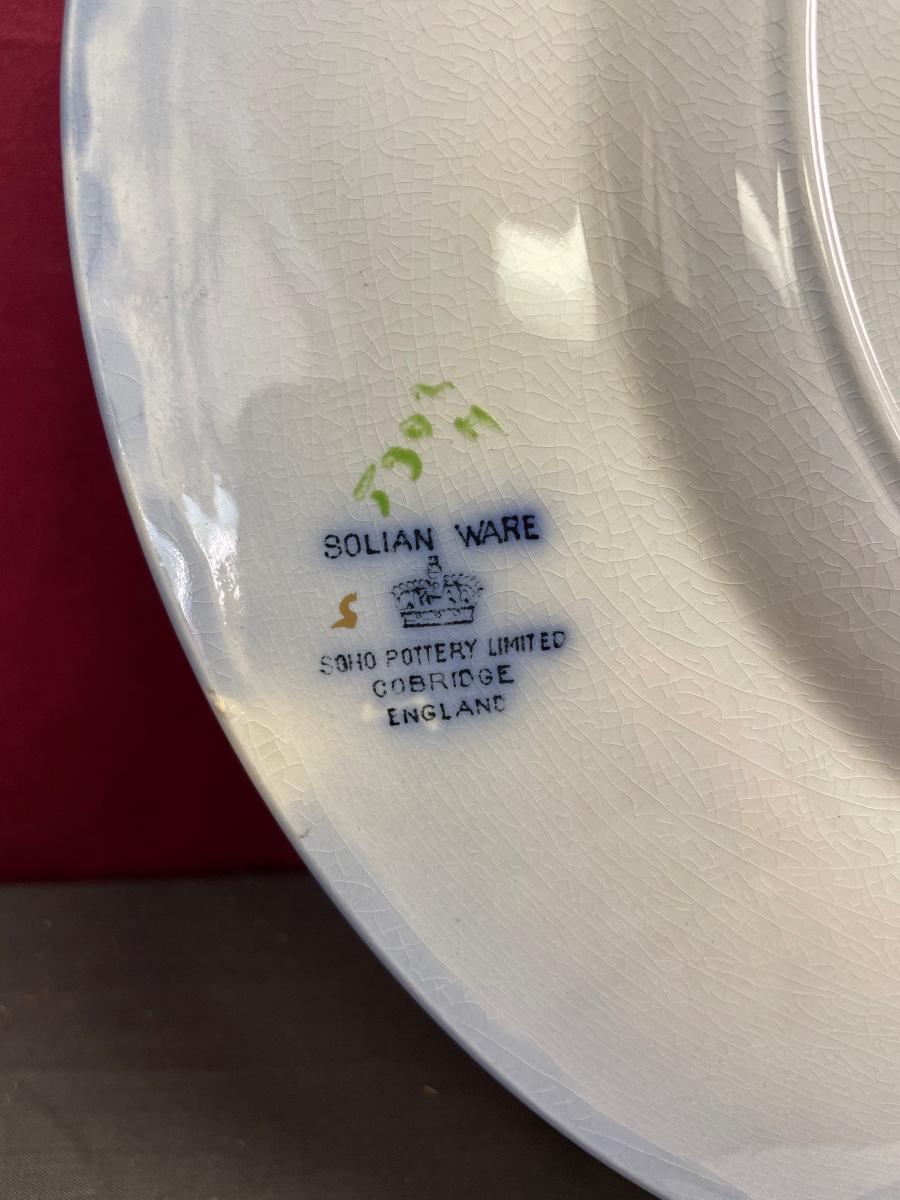 SOLIAN WARE
S
SOHO POTTERY LIMITED
COBRIDGE
ENGLAND